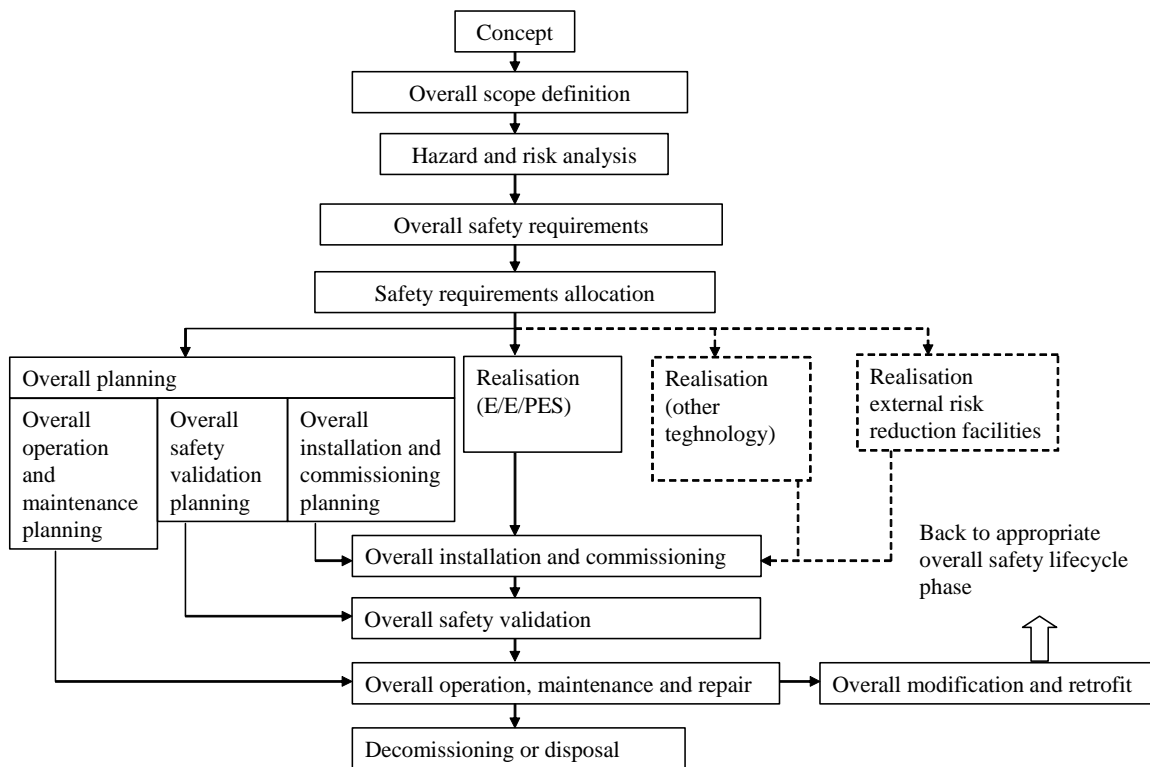 Concept
Overall scope definition
Hazard and risk analysis
Overall safety requirements
Safety requirements allocation
Overall planning
Overall
operation
and
maintenance
planning
Overall
safety
validation
planning
Overall
installation and
commissioning
planning
Realisation
(E/E/PES)
Realisation
(other
teghnology)
Realisation
external risk
reduction facilities
Back to appropriate
overall safety lifecycle
phase
Overall installation and commissioning
Overall safety validation
Overall operation, maintenance and repair
Overall modification and retrofit
Decomissioning or disposal